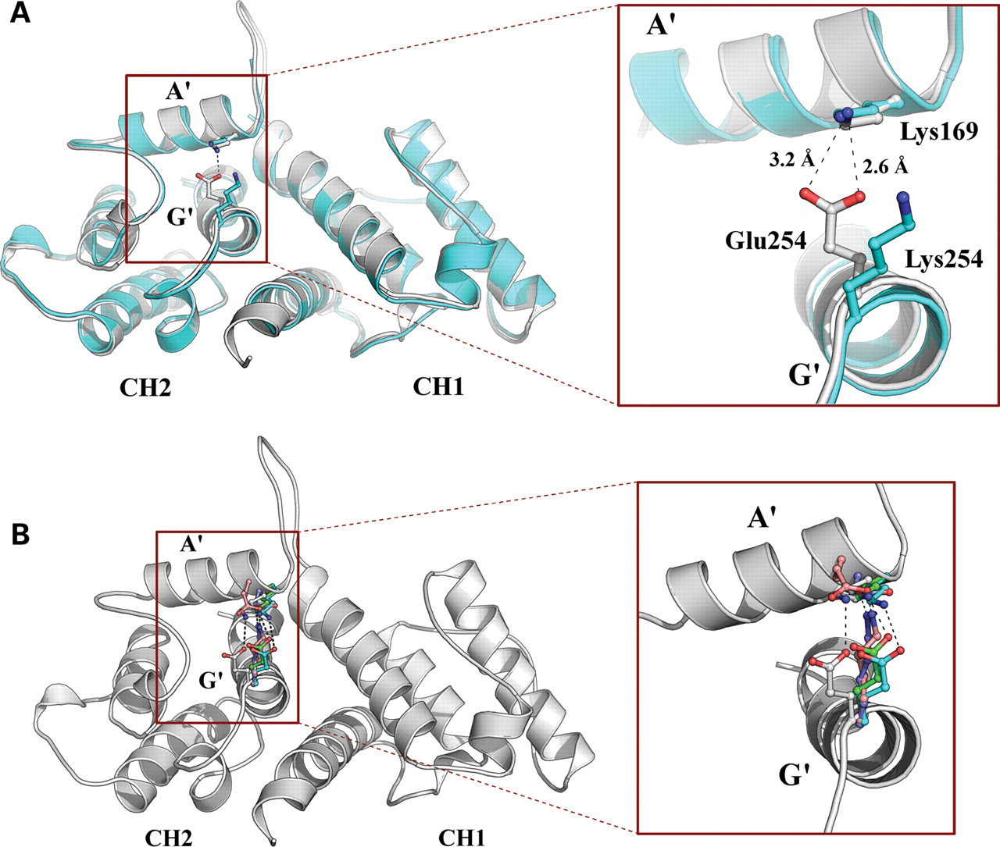 A
A'
G'
CH2
CH1
A'
Lys169
3.2 Å
2.6 Å
Glu254
Lys254
G'
B
A'
G'
CH2
CH1
A'
G'